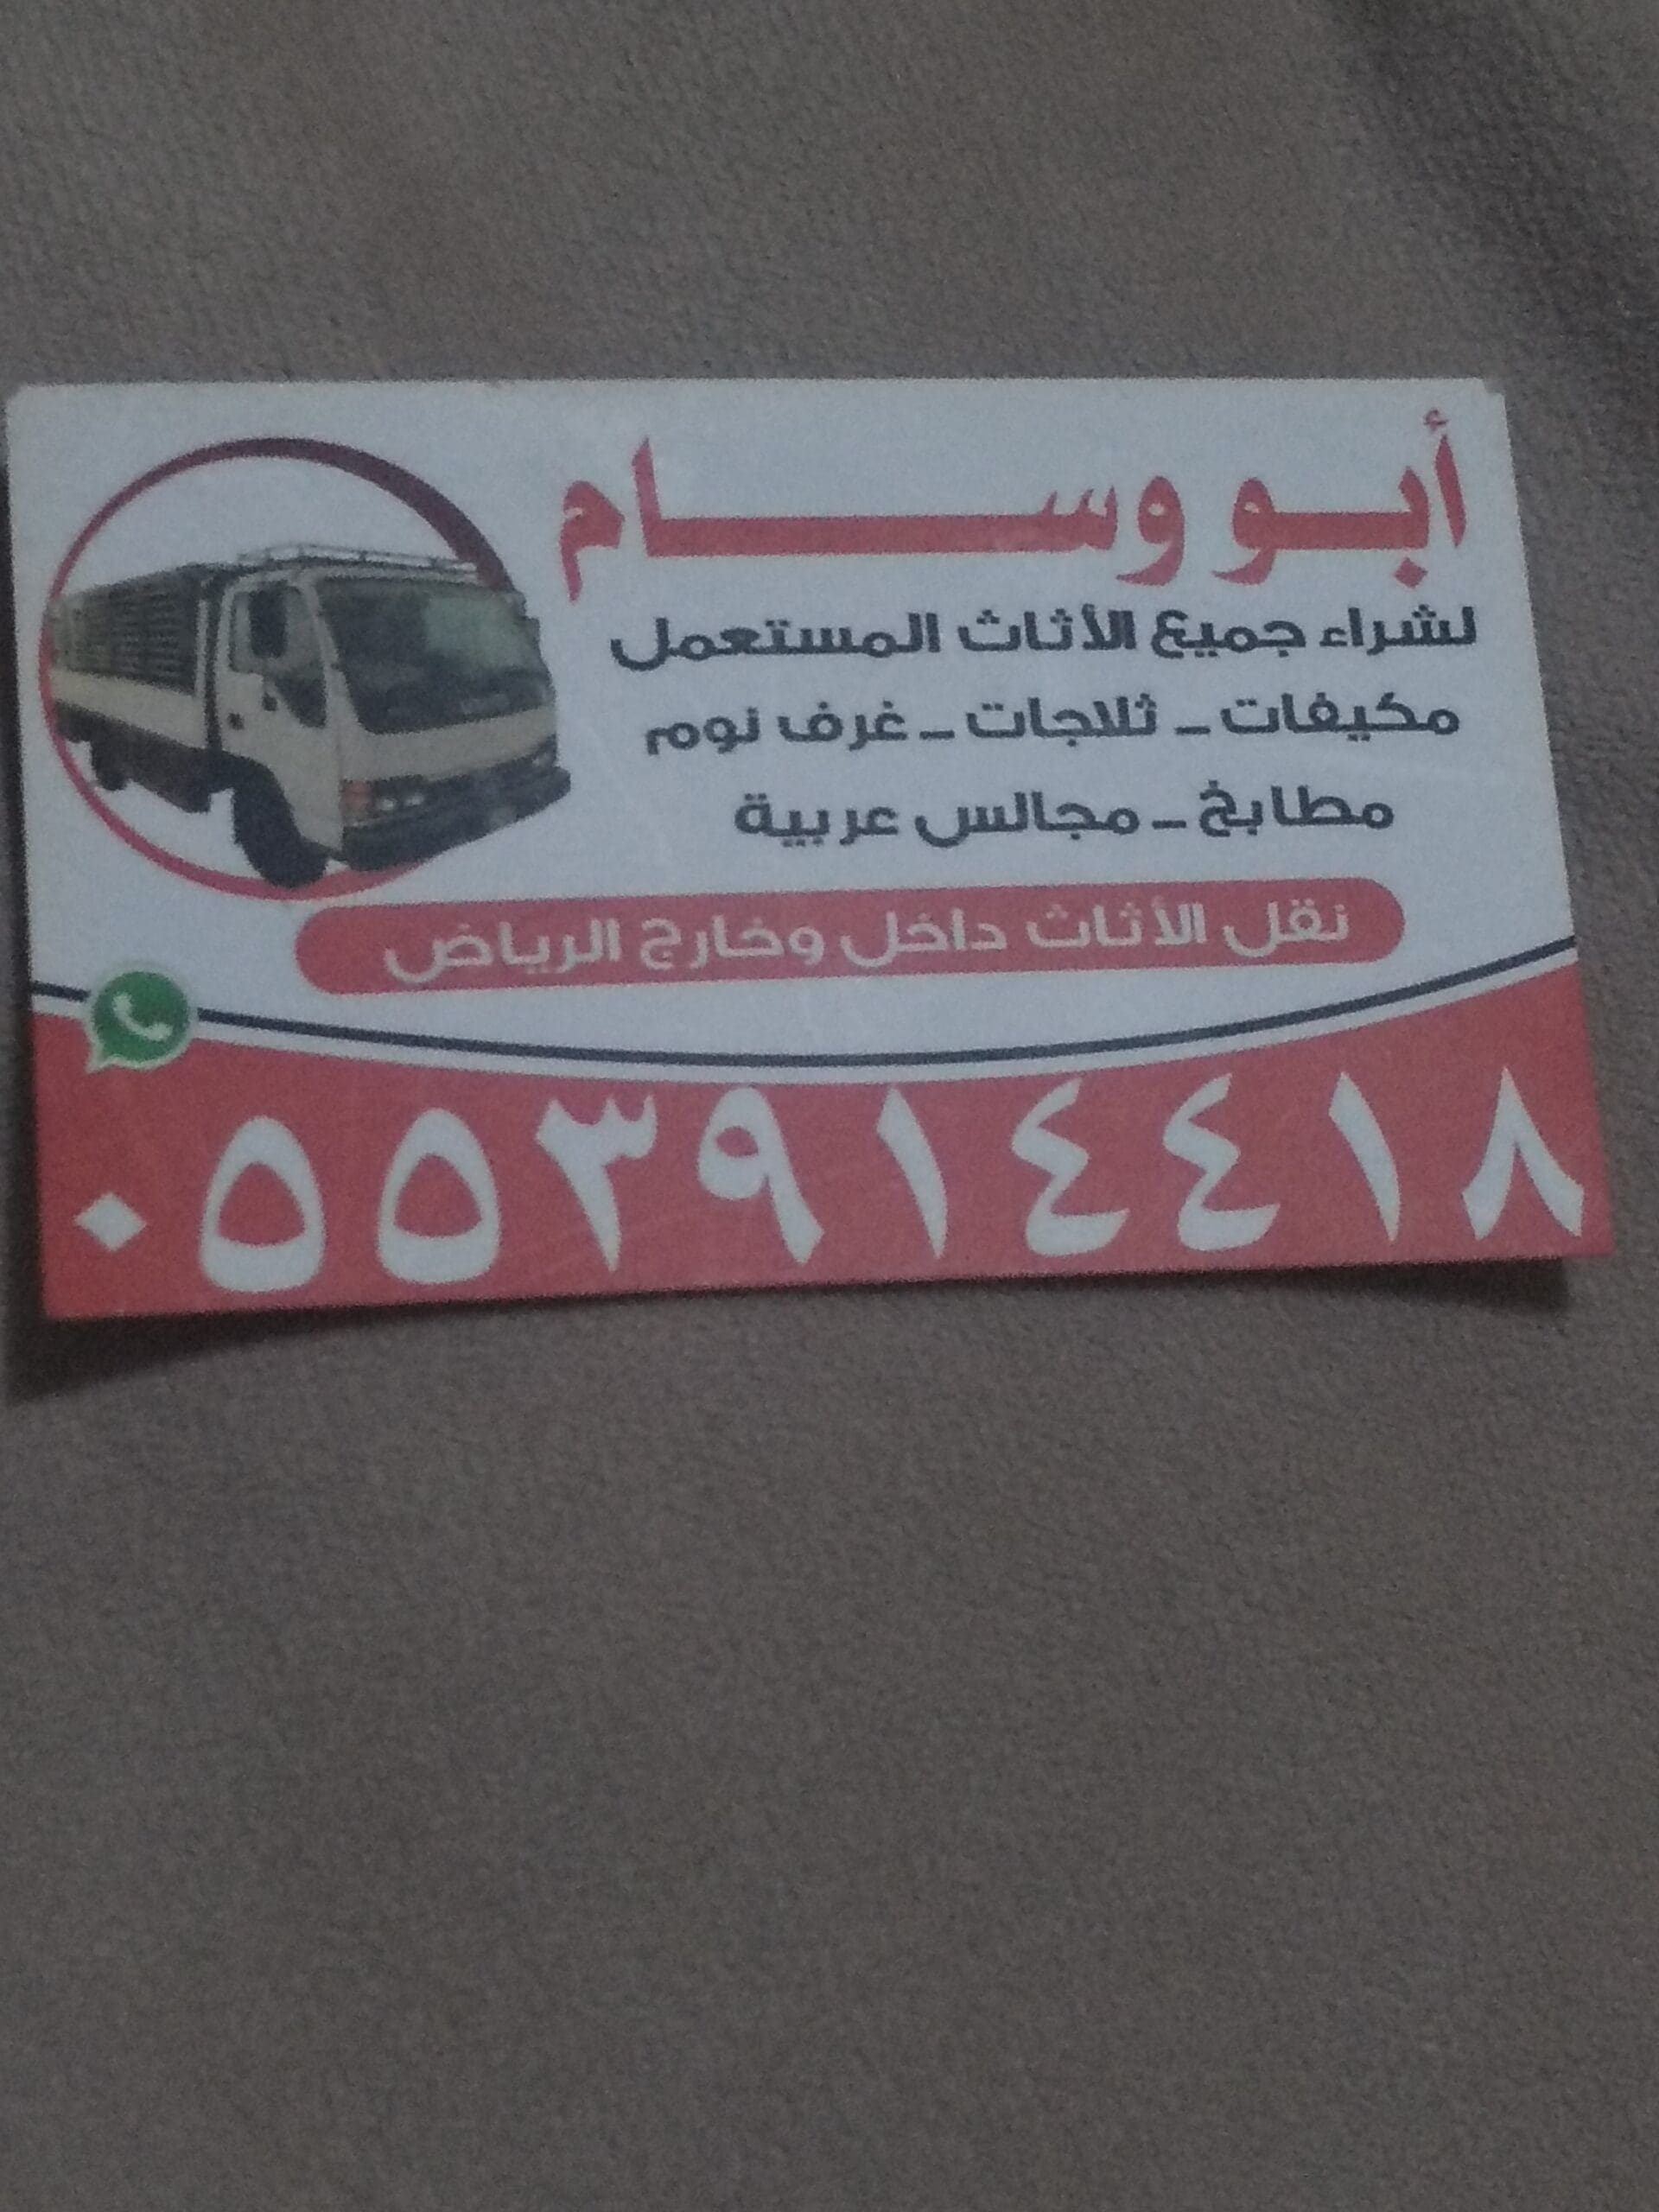 أبو وسام
لشراء جميع الأثاث المستعمل
مكيفات - ثلاجات - غرف نوم
مطابخ - مجالس عربية
نقل الأثاث داخل وخارج الرياض
٠٥٥٣٩١٤٤١٨